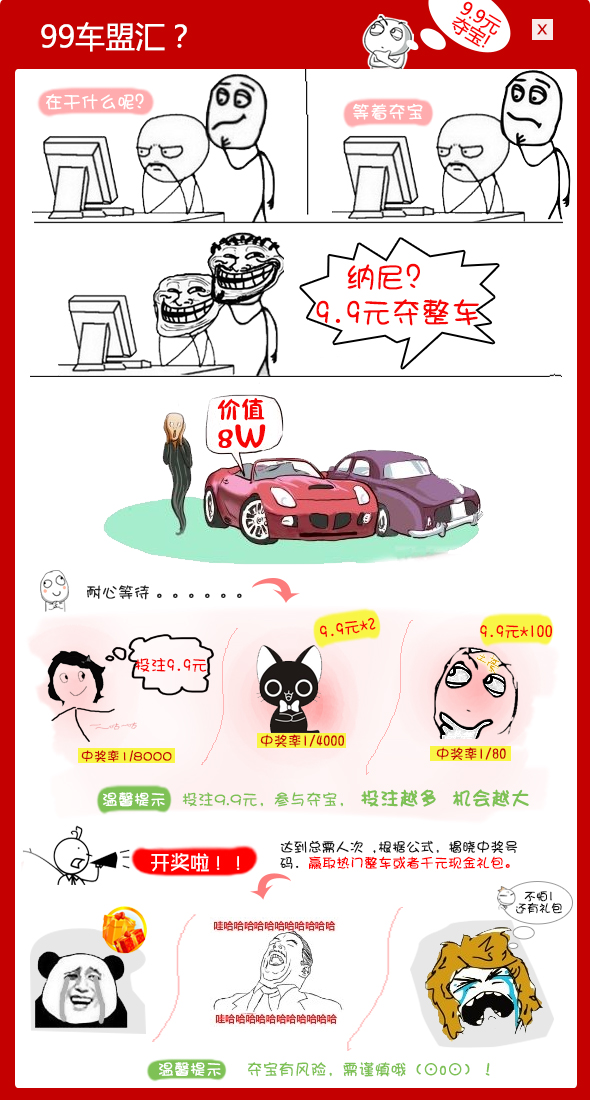 99车盟汇？
9.9元
夺宝!
X
在干什么呢?
等着夺宝
纳尼?
9.9元夺整车
价值
8W
耐心等待。。。。。。
投注9.9元
9.9元*2
9.9元*100
中奖率1/8000
中奖率1/4000
中奖率1/80
温馨提示 投注9.9元，参与夺宝， 投注越多 机会越大
开奖啦！！
达到总票人次 ,根据公式，揭晓中奖号
码．赢取热门整车或者千元现金礼包。
不怕!
还有礼包
哇哈哈哈哈哈哈哈哈哈哈哈
哇哈哈哈哈哈哈哈哈哈哈哈
温馨提示 夺宝有风险，需谨慎哦（⊙o⊙）！